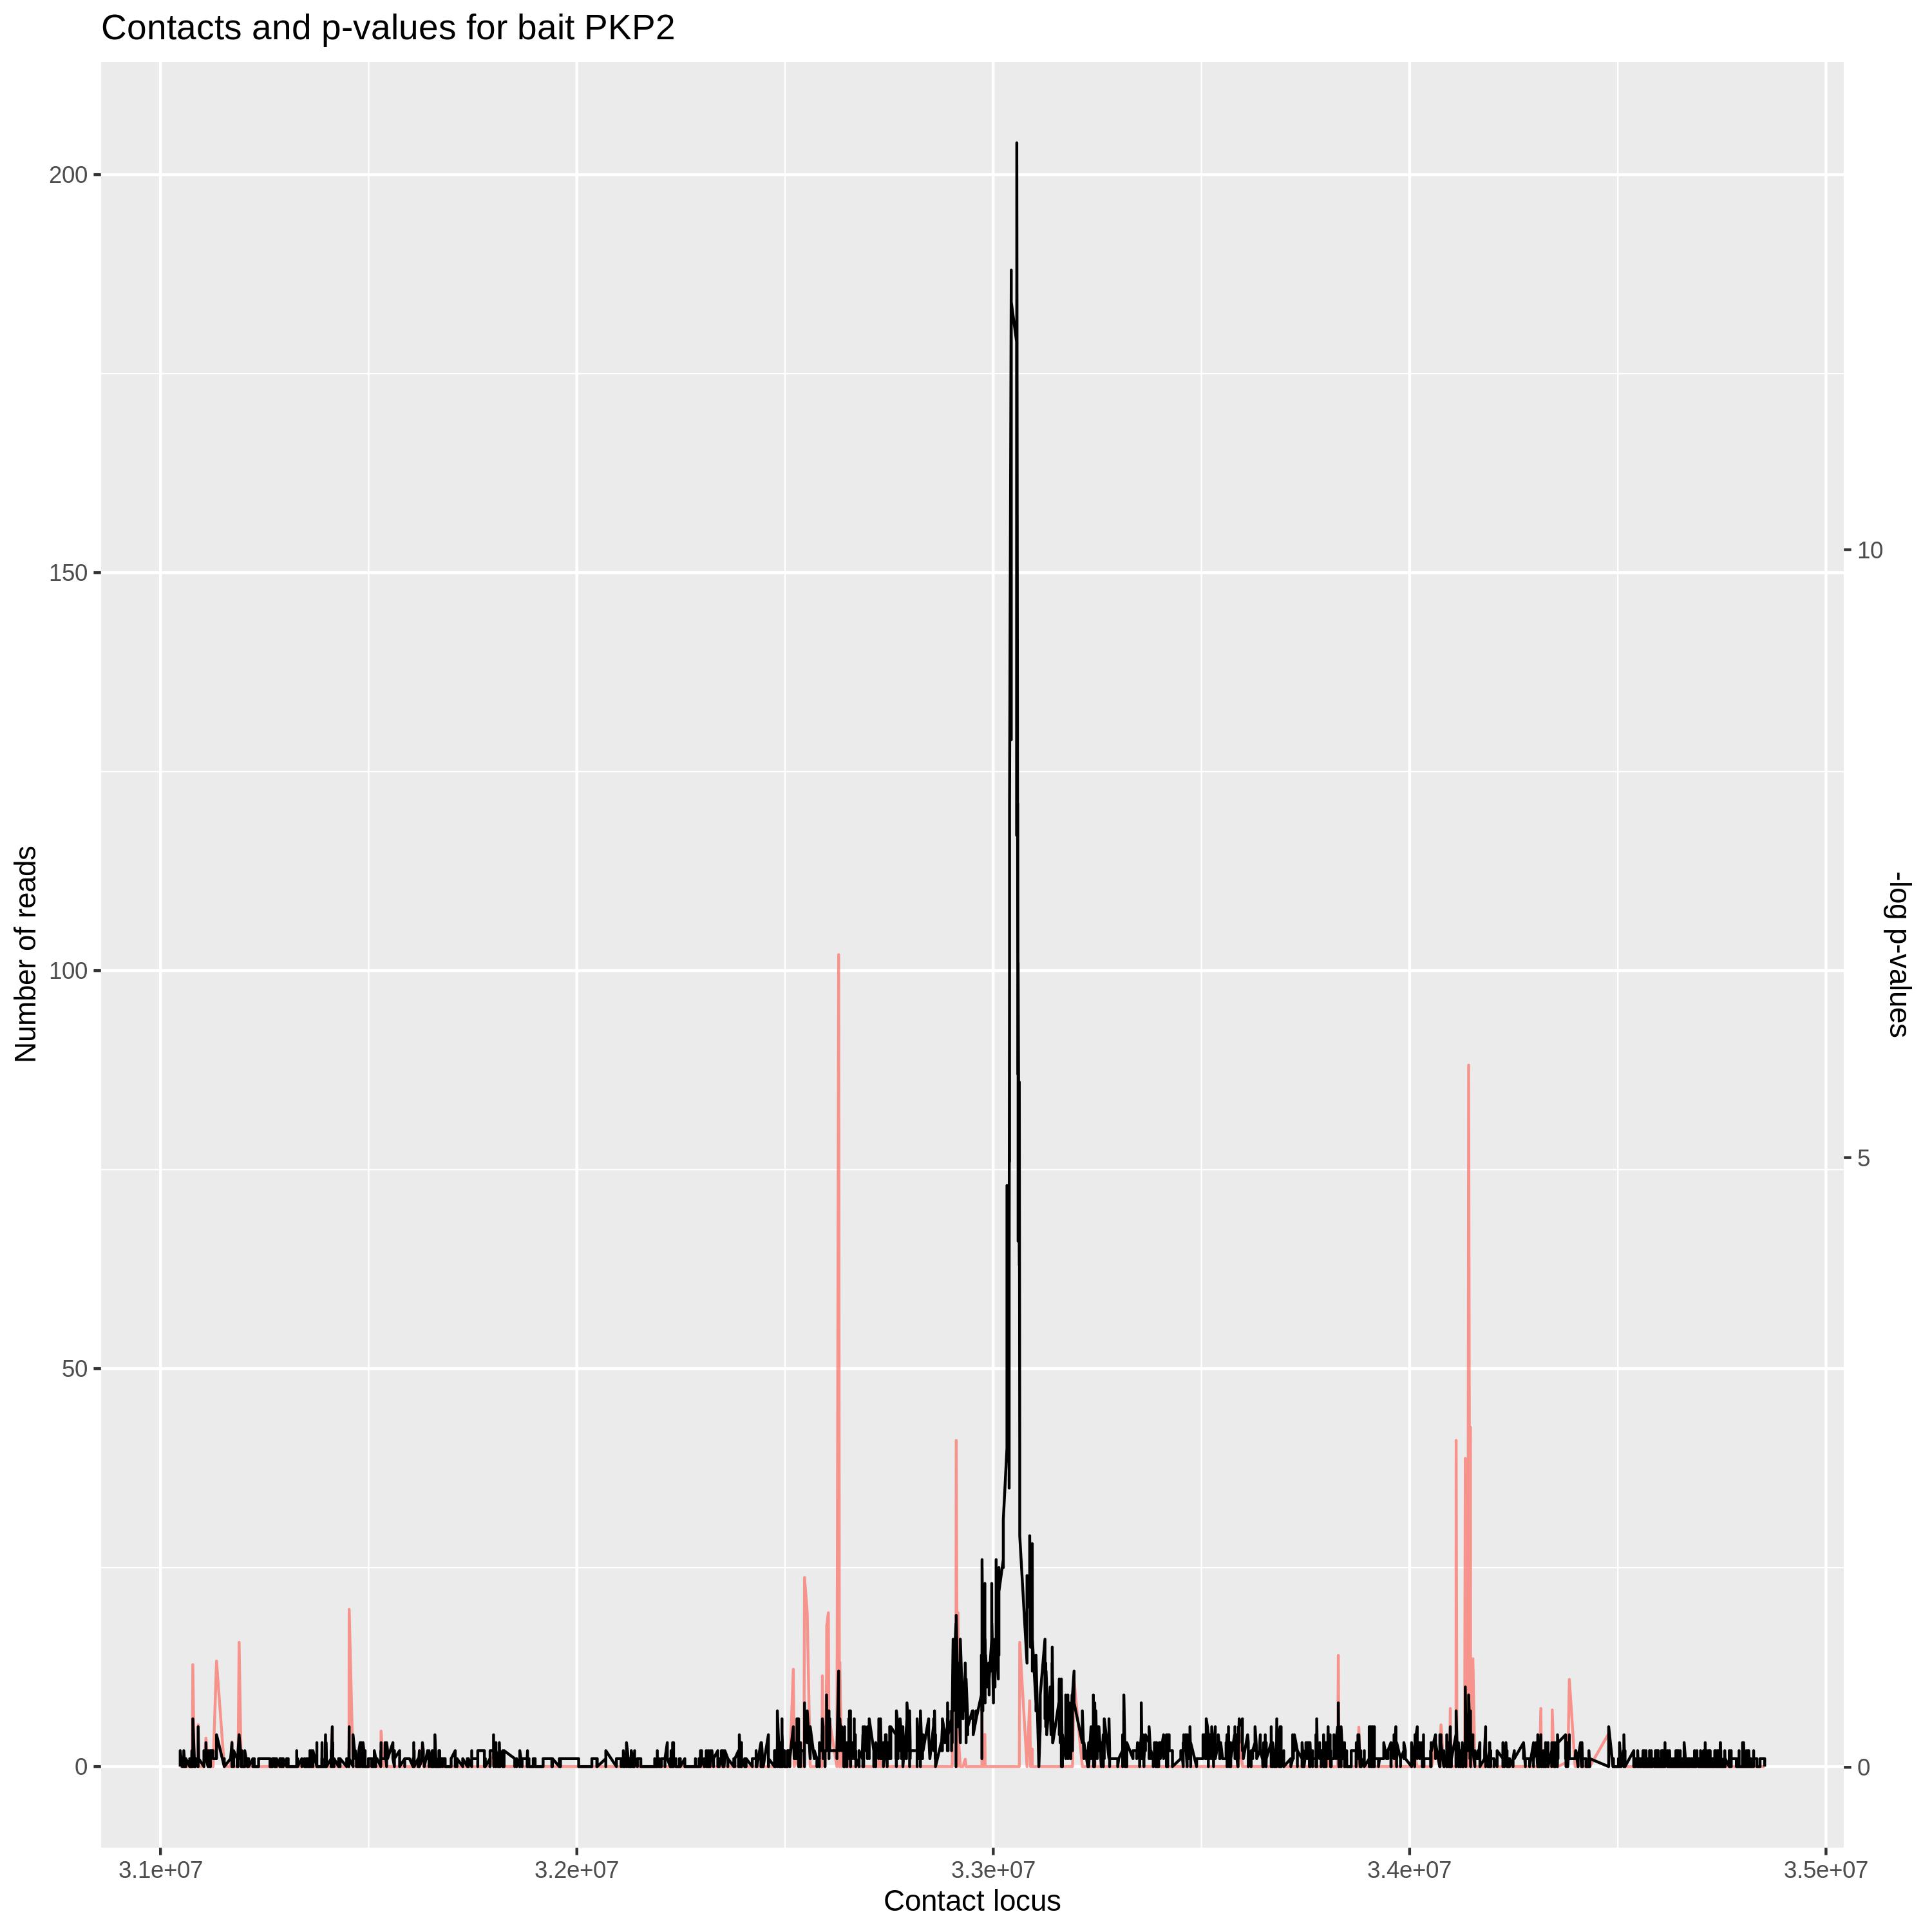 Contacts and p-values for bait PKP2
Number of reads
200
150
100
50
0
10
5
0
-log p-values
3.1e+07
3.2e+07
3.3e+07
3.4e+07
3.5e+07
Contact locus